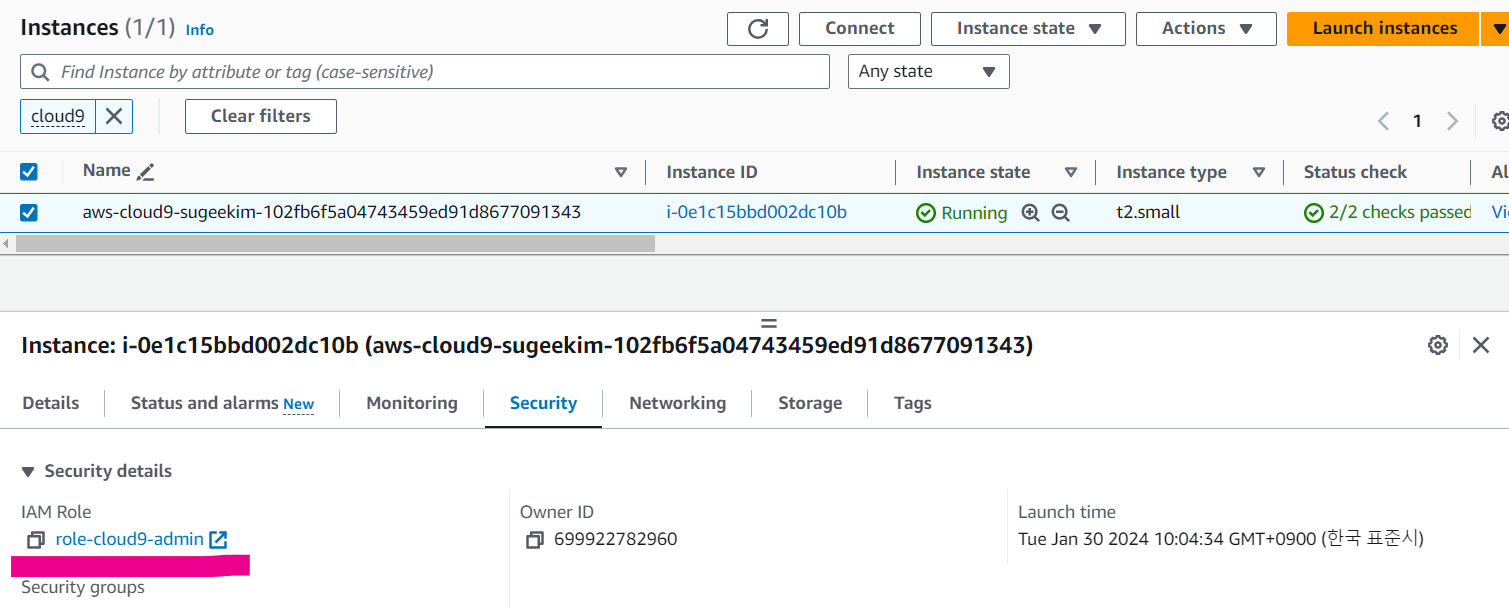 Instances (1/1) Info
Connect
Instance state
Actions
Launch instances
Find Instance by attribute or tag (case-sensitive)
Any state
cloud9
Clear filters
1
Name Instance ID Instance state Instance type Status check Al
aws-cloud9-sugeekim-102fb6f5a04743459ed91d8677091343 i-0e1c15bbd002dc10b Running t2.small 2/2 checks passed Vi
Instance: i-0e1c15bbd002dc10b (aws-cloud9-sugeekim-102fb6f5a04743459ed91d8677091343)
Details Status and alarms New Monitoring Security Networking Storage Tags
Security details
IAM Role Owner ID Launch time
role-cloud9-admin 699922782960 Tue Jan 30 2024 10:04:34 GMT+0900 (한국 표준시)
Security groups